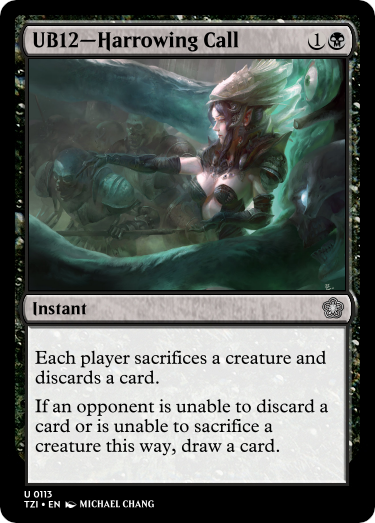 UB12—Harrowing Call 1
Instant
Each player sacrifices a creature and
discards a card.
If an opponent is unable to discard a
card or is unable to sacrifice a
creature this way, draw a card.
U 0113
TZI • EN MICHAEL CHANG